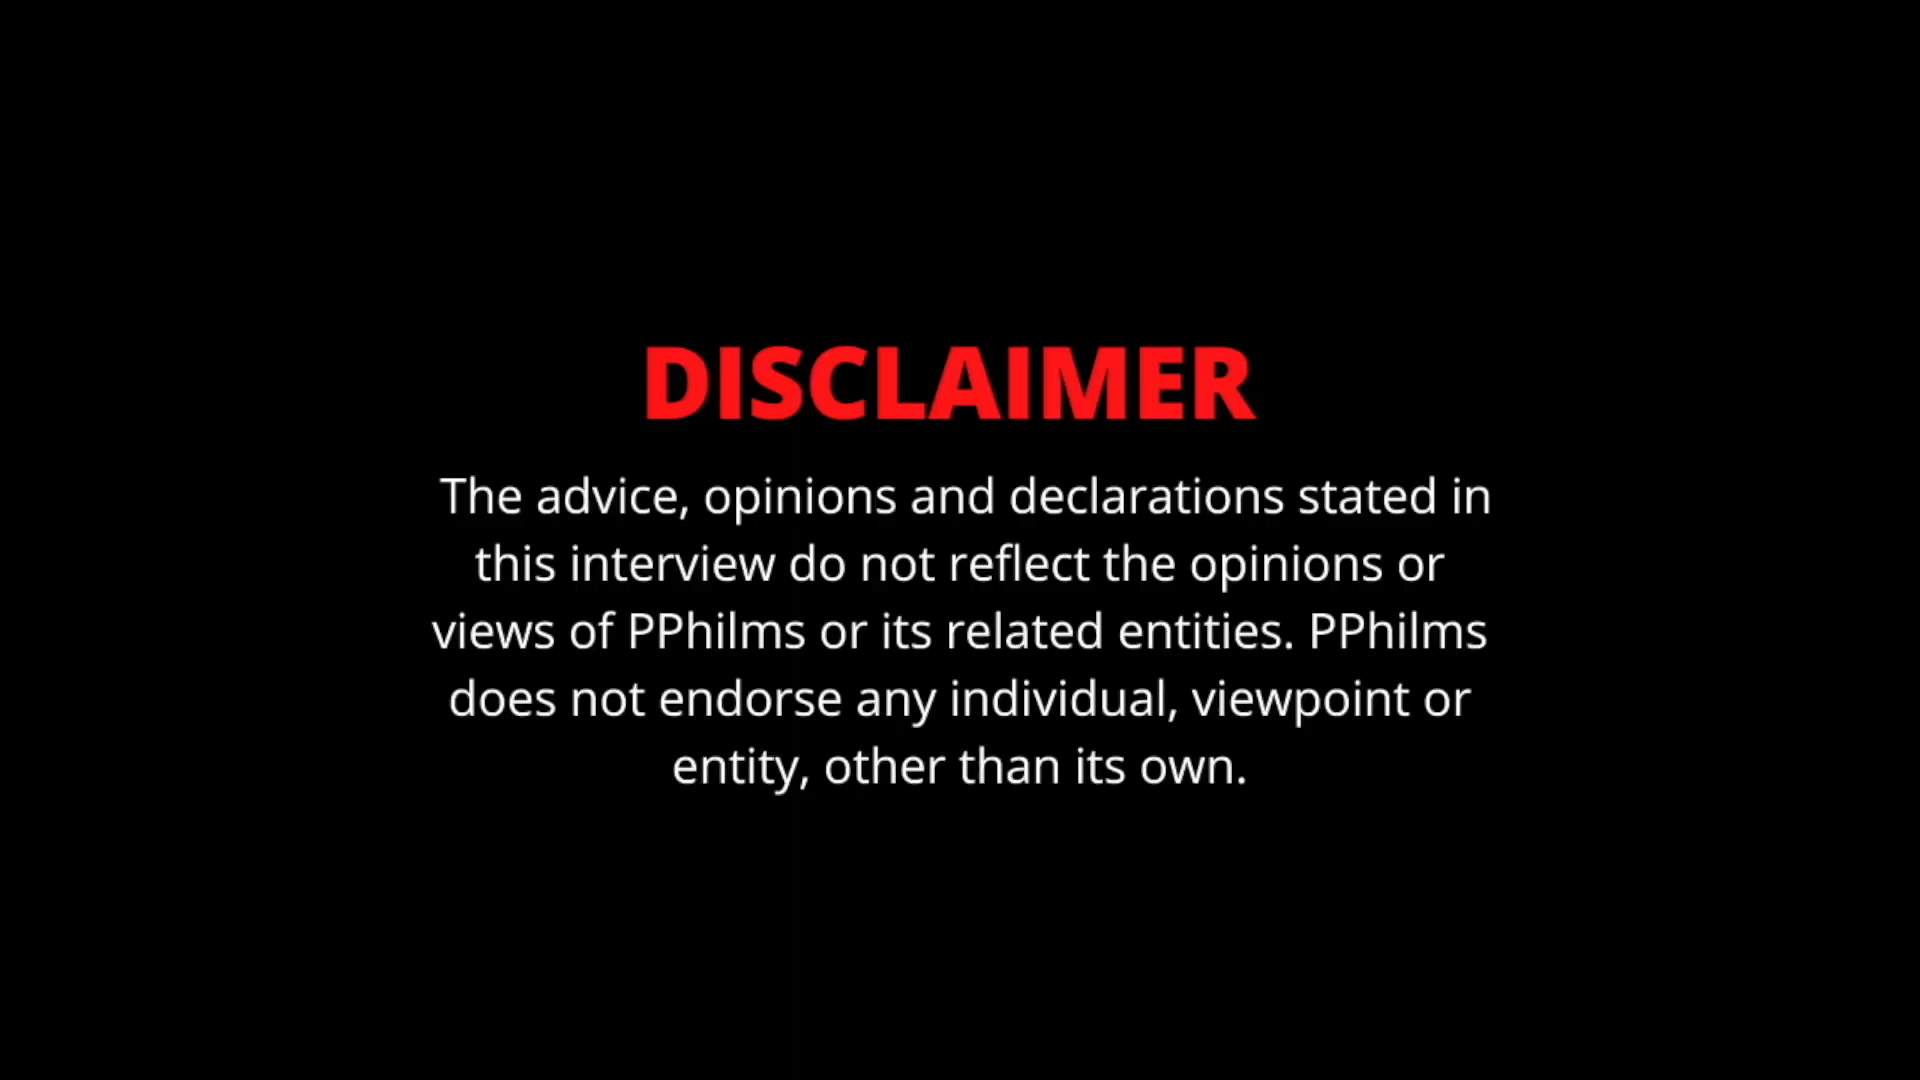 DISCLAIMER
The advice, opinions and declarations stated in
this interview do not reflect the opinions or
views of PPhilms or its related entities. PPhilms
does not endorse any individual, viewpoint or
entity, other than its own.